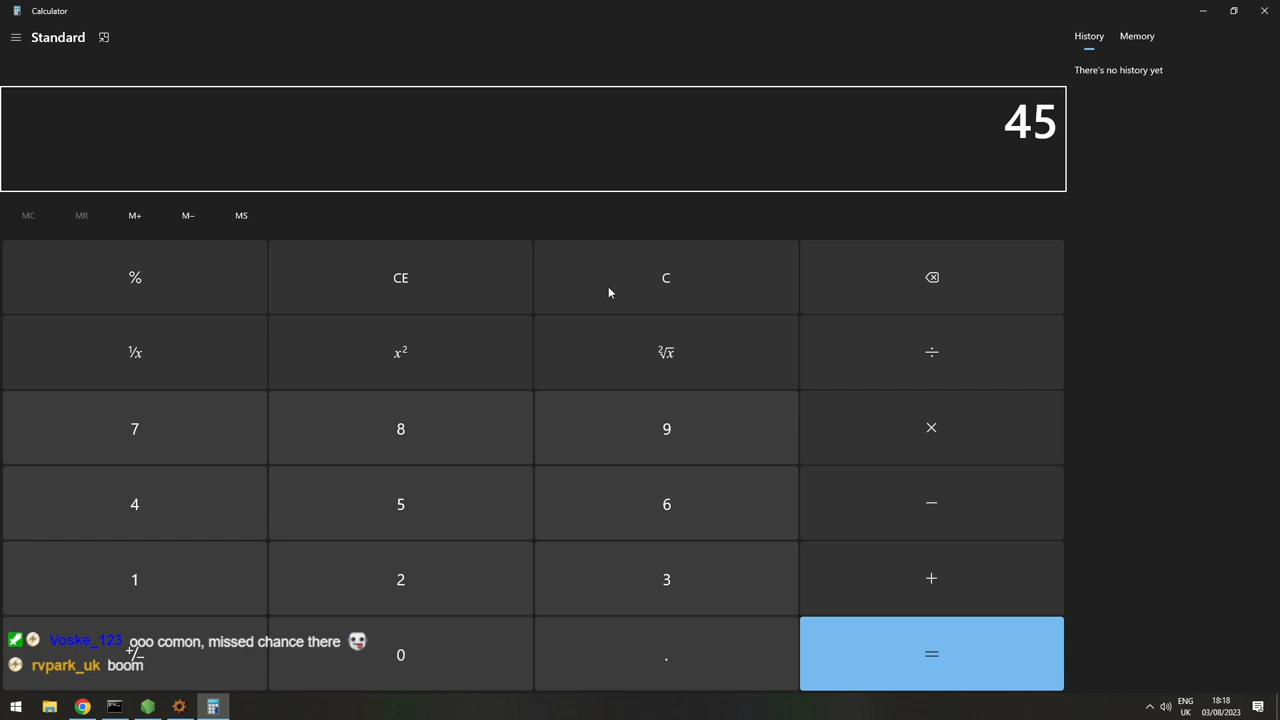 Calculator
Standard
History Memory
There's no history yet
45
MC MR M+ M− MS
% CE C
⅟x x² ²√x ÷
7 8 9 ×
4 5 6 −
1 2 3 +
+/− 0 . =
Voske_123 ooo comon, missed chance there
rvpark_uk boom
ENG 18:18
UK 03/08/2023